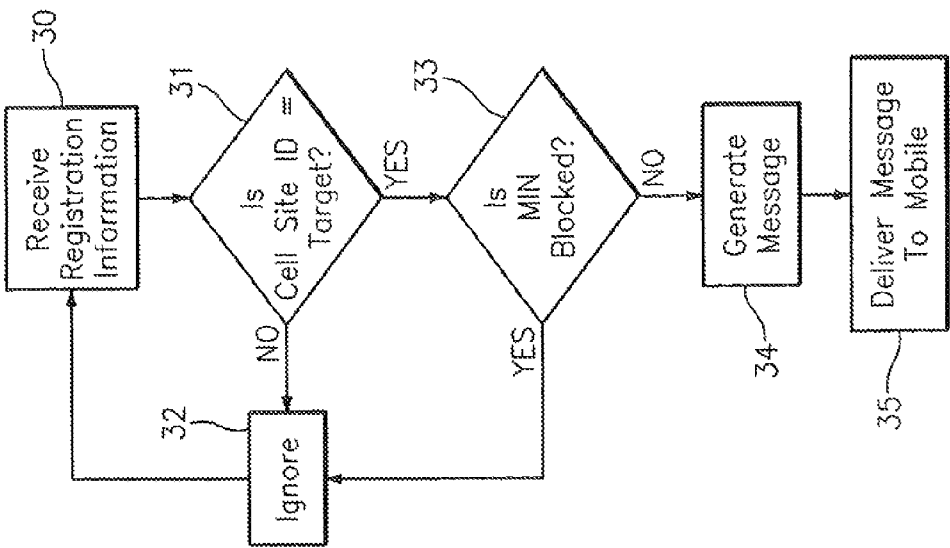 30
Receive
Registration
Information
31
Is
Cell Site ID =
Target?
NO
YES
32
Ignore
33
Is
MIN
Blocked?
YES
NO
Generate
Message
34
Deliver Message
To Mobile
35